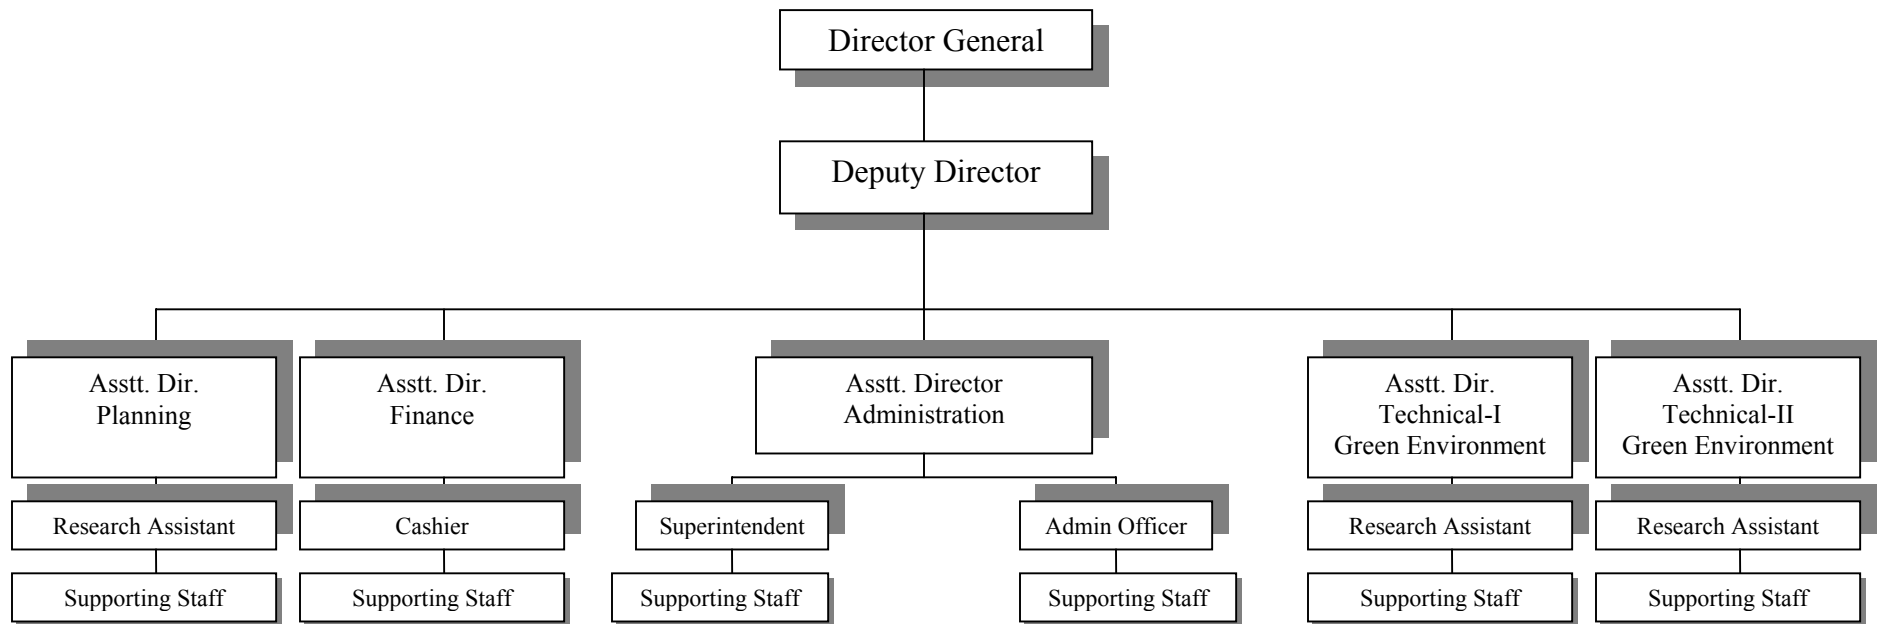 Director General
Deputy Director
Asstt. Dir.
Planning
Asstt. Dir.
Finance
Asstt. Director
Administration
Asstt. Dir.
Technical-I
Green Environment
Asstt. Dir.
Technical-II
Green Environment
Research Assistant
Cashier
Superintendent
Admin Officer
Research Assistant
Research Assistant
Supporting Staff
Supporting Staff
Supporting Staff
Supporting Staff
Supporting Staff
Supporting Staff